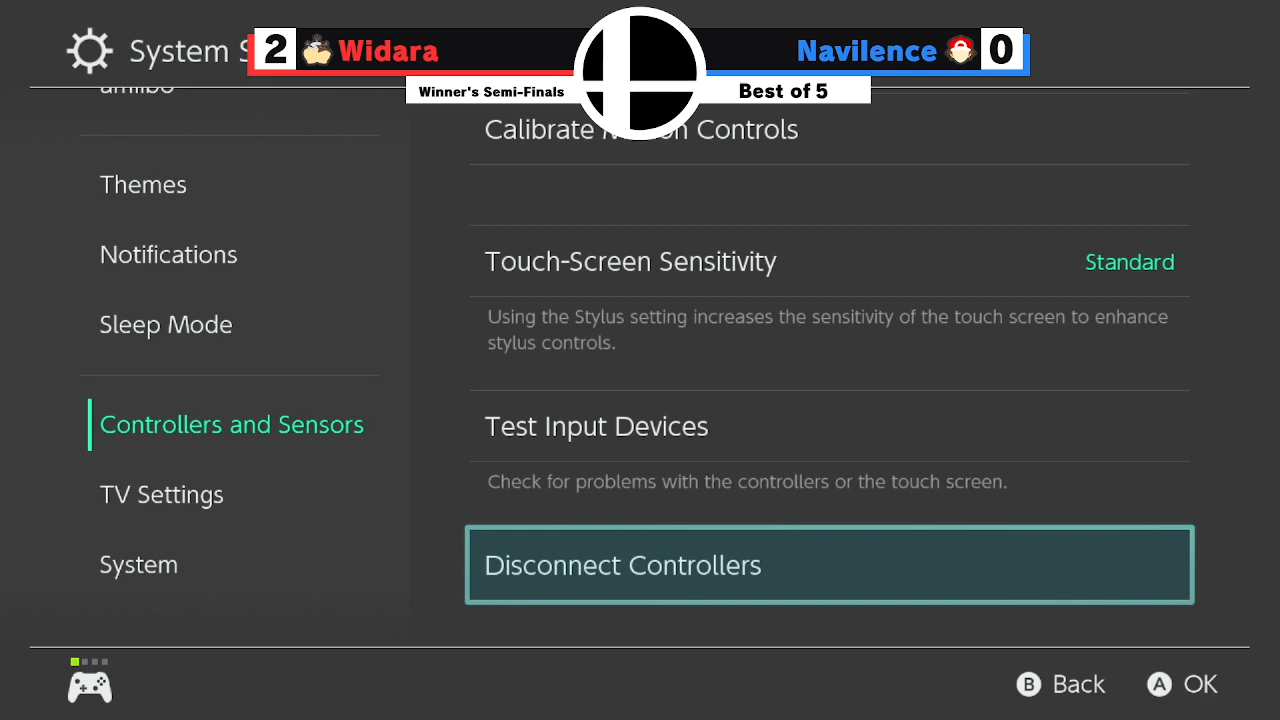 System S
2 Widara
Navilence 0
Winner's Semi-Finals
Best of 5
amiibo
Themes
Notifications
Sleep Mode
Controllers and Sensors
TV Settings
System
Calibrate M on Controls
Touch-Screen Sensitivity Standard
Using the Stylus setting increases the sensitivity of the touch screen to enhance
stylus controls.
Test Input Devices
Check for problems with the controllers or the touch screen.
Disconnect Controllers
B Back A OK